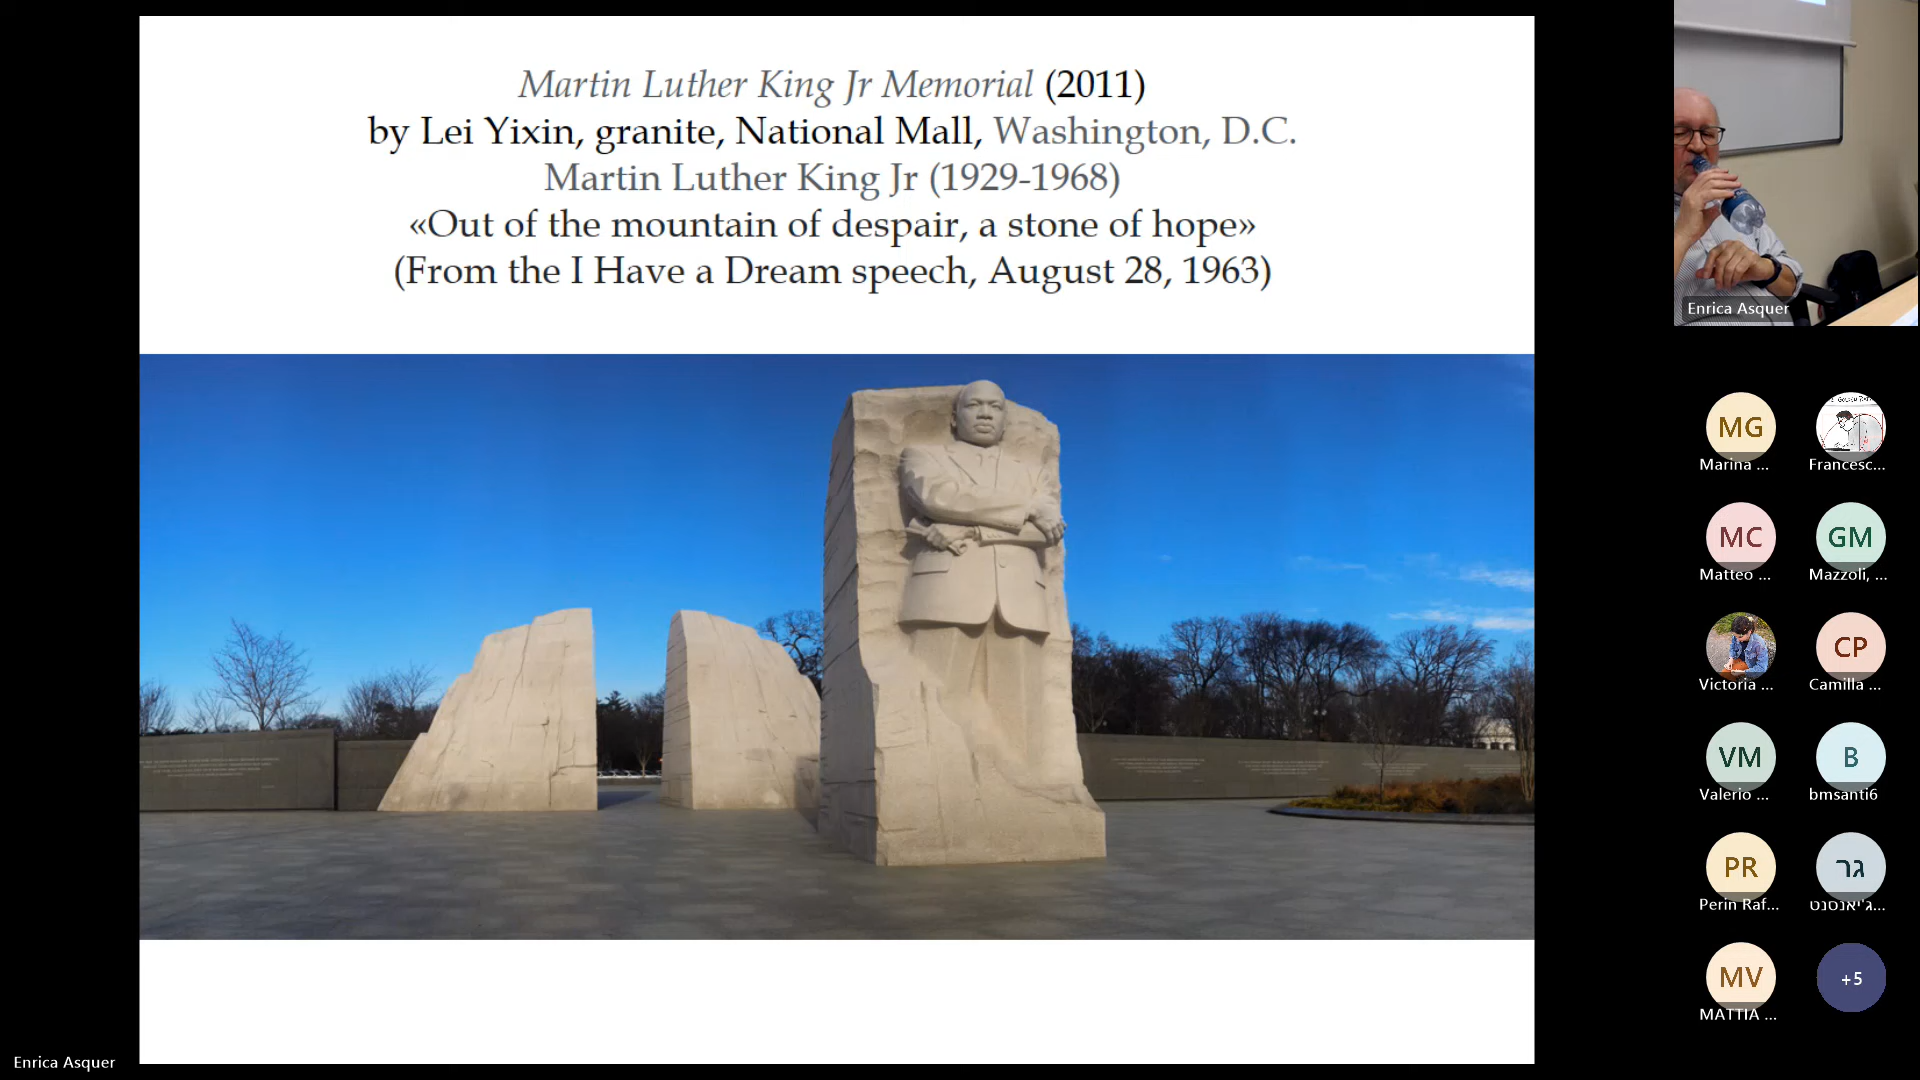 Martin Luther King Jr Memorial (2011)
by Lei Yixin, granite, National Mall, Washington, D.C.
Martin Luther King Jr (1929-1968)
«Out of the mountain of despair, a stone of hope»
(From the I Have a Dream speech, August 28, 1963)
Enrica Asquer
MG
Marina ...
Francesc...
MC
Matteo ...
GM
Mazzoli, ...
Victoria ...
CP
Camilla ...
VM
Valerio ...
B
bmsanti6
PR
Perin Raf...
גר
ג'יאנסנט...
MV
MATTIA ...
+5
Enrica Asquer